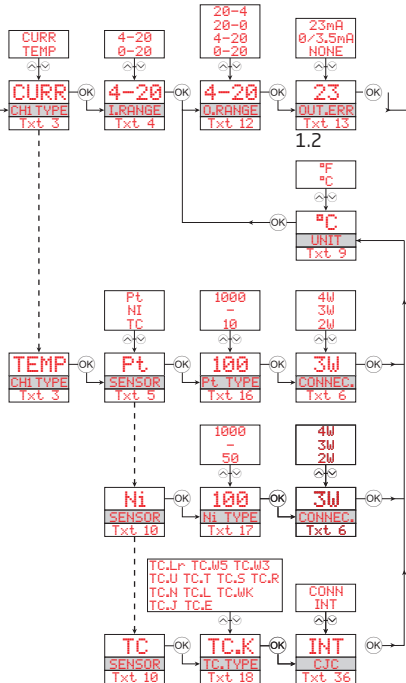 CURR
TEMP
4-20
0-20
20-4
20-0
4-20
0-20
23mA
0/3.5mA
NONE
CURR
CH1 TYPE
Txt 3
OK
4-20
I.RANGE
Txt 4
OK
4-20
O.RANGE
Txt 12
OK
23
OUT.ERR
Txt 13
OK
1.2
°F
°C
OK
°C
UNIT
Txt 9
Pt
NI
TC
1000
-
10
4W
3W
2W
TEMP
CH1 TYPE
Txt 3
OK
Pt
SENSOR
Txt 5
OK
100
Pt TYPE
Txt 16
OK
3W
CONNEC.
Txt 6
OK
1000
-
50
4W
3W
2W
Ni
SENSOR
Txt 10
OK
100
Ni TYPE
Txt 17
OK
3W
CONNEC.
Txt 6
OK
TC.Lr TC.W5 TC.W3
TC.U TC.T TC.S TC.R
TC.N TC.L TC.WK
TC.J TC.E
CONN
INT
TC
SENSOR
Txt 10
OK
TC.K
TC.TYPE
Txt 18
OK
INT
CJC
Txt 36
OK